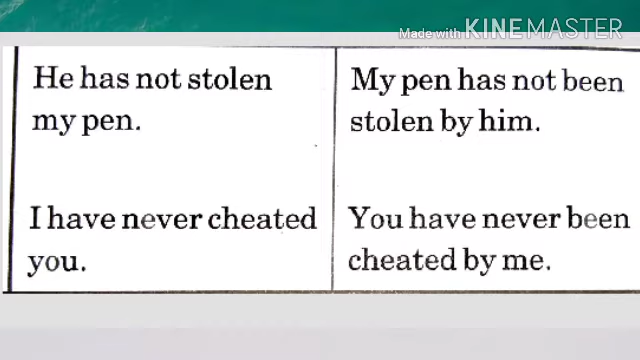 Made with KINEMASTER
He has not stolen
my pen.
My pen has not been
stolen by him.
I have never cheated
you.
You have never been
cheated by me.